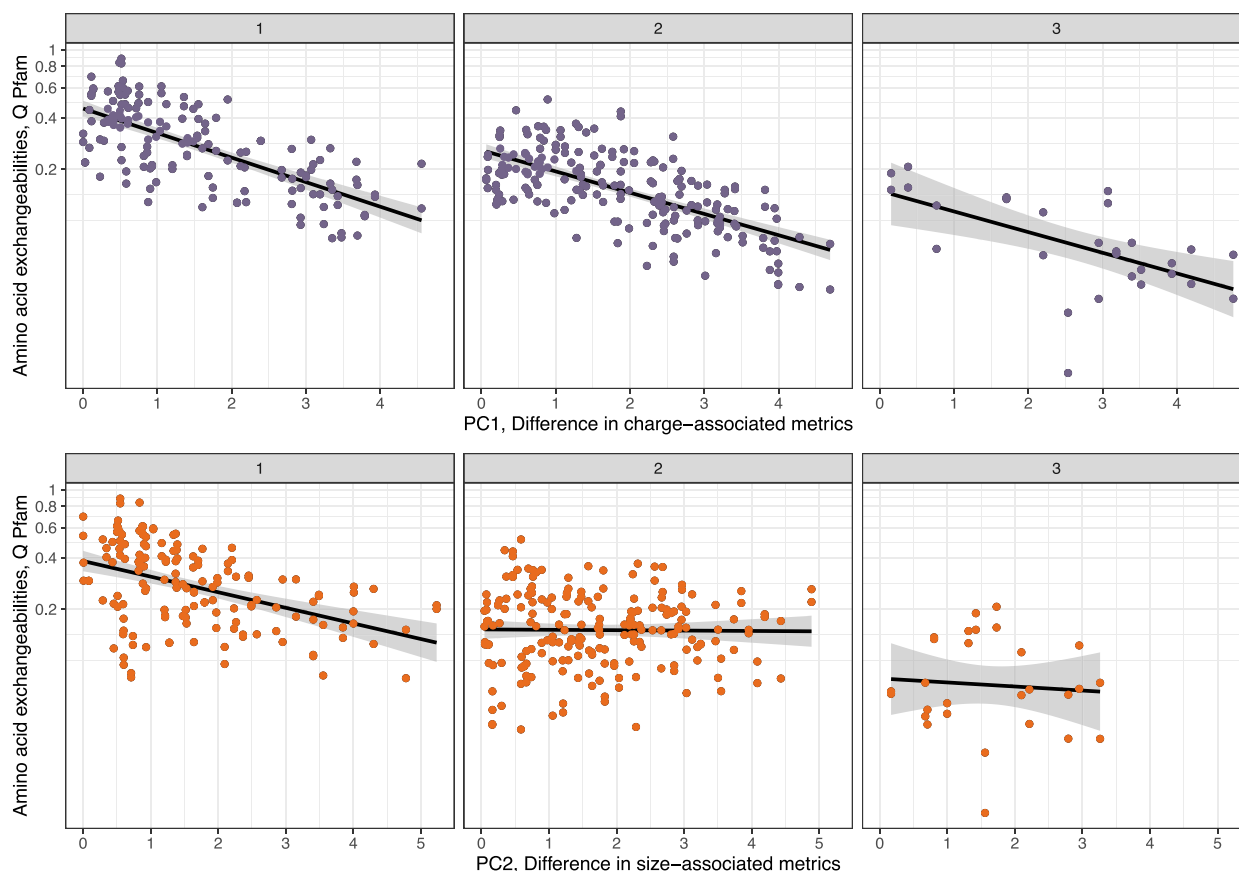 1 2 3
Amino acid exchangeabilities, Q Pfam
1
0.8
0.6
0.4
0.2
0 1 2 3 4 0 1 2 3 4 0 1 2 3 4
PC1, Difference in charge−associated metrics
1 2 3
Amino acid exchangeabilities, Q Pfam
1
0.8
0.6
0.4
0.2
0 1 2 3 4 5 0 1 2 3 4 5 0 1 2 3 4 5
PC2, Difference in size−associated metrics